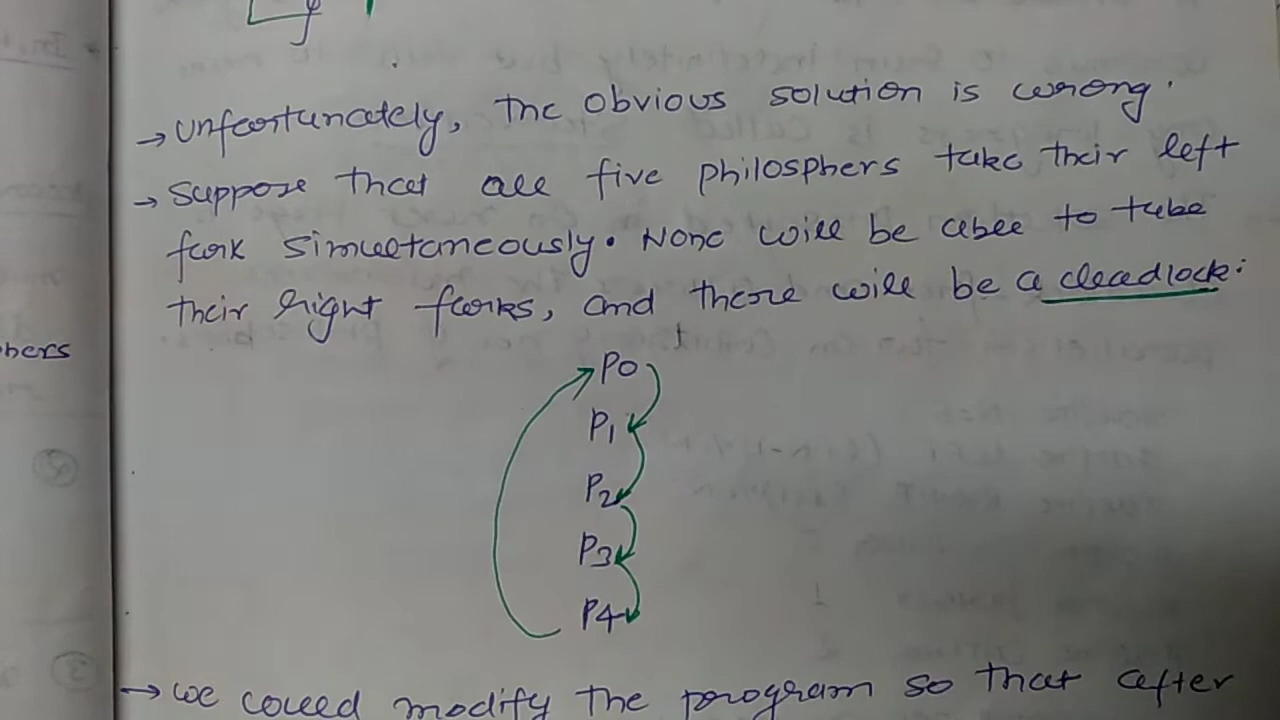 → Unfortunately, the obvious solution is wrong.
→ Suppose that all five philosphers take their left
fork simultaneously. None will be able to take
their right forks, and there will be a deadlock.
bers
P0
P1
P2
P3
P4
→ We could modify the program so that after